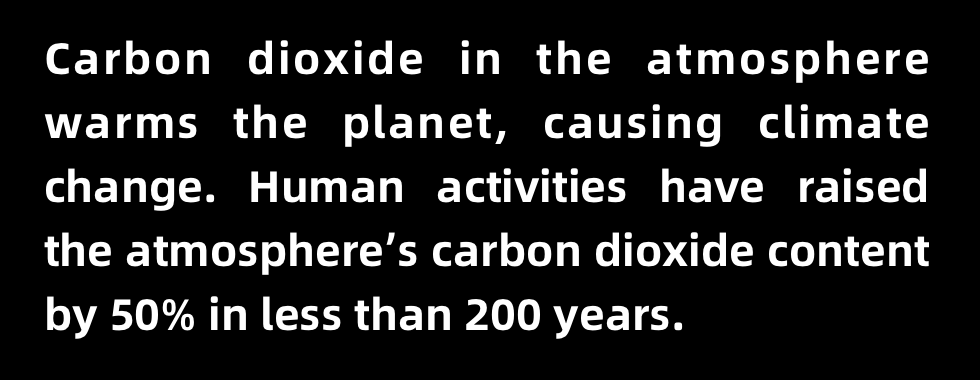 Carbon dioxide in the atmosphere
warms the planet, causing climate
change. Human activities have raised
the atmosphere’s carbon dioxide content
by 50% in less than 200 years.